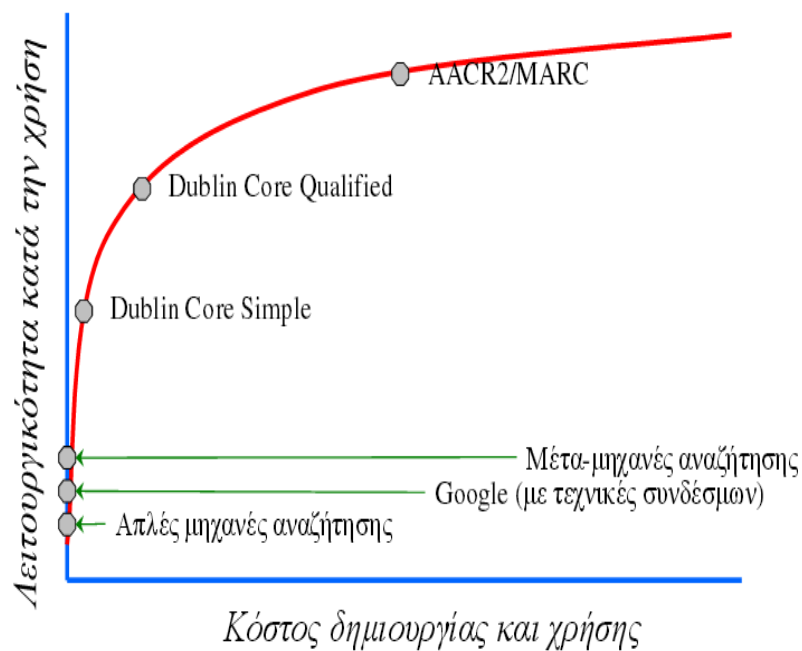 Λειτουργικότητα κατά την χρήση
AACR2/MARC
Dublin Core Qualified
Dublin Core Simple
Μέτα-μηχανές αναζήτησης
Google (με τεχνικές συνδέσμων)
Απλές μηχανές αναζήτησης
Κόστος δημιουργίας και χρήσης